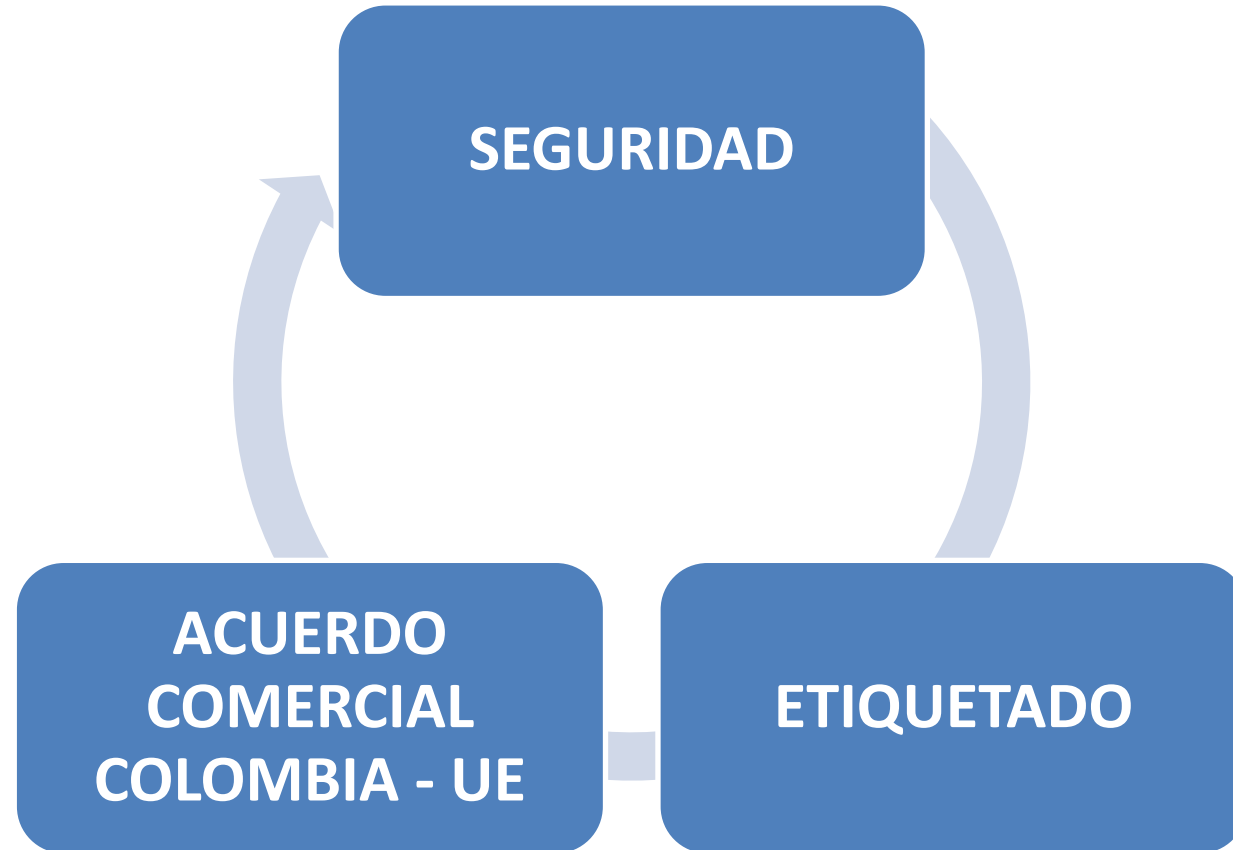 SEGURIDAD
ACUERDO
COMERCIAL
COLOMBIA - UE
ETIQUETADO